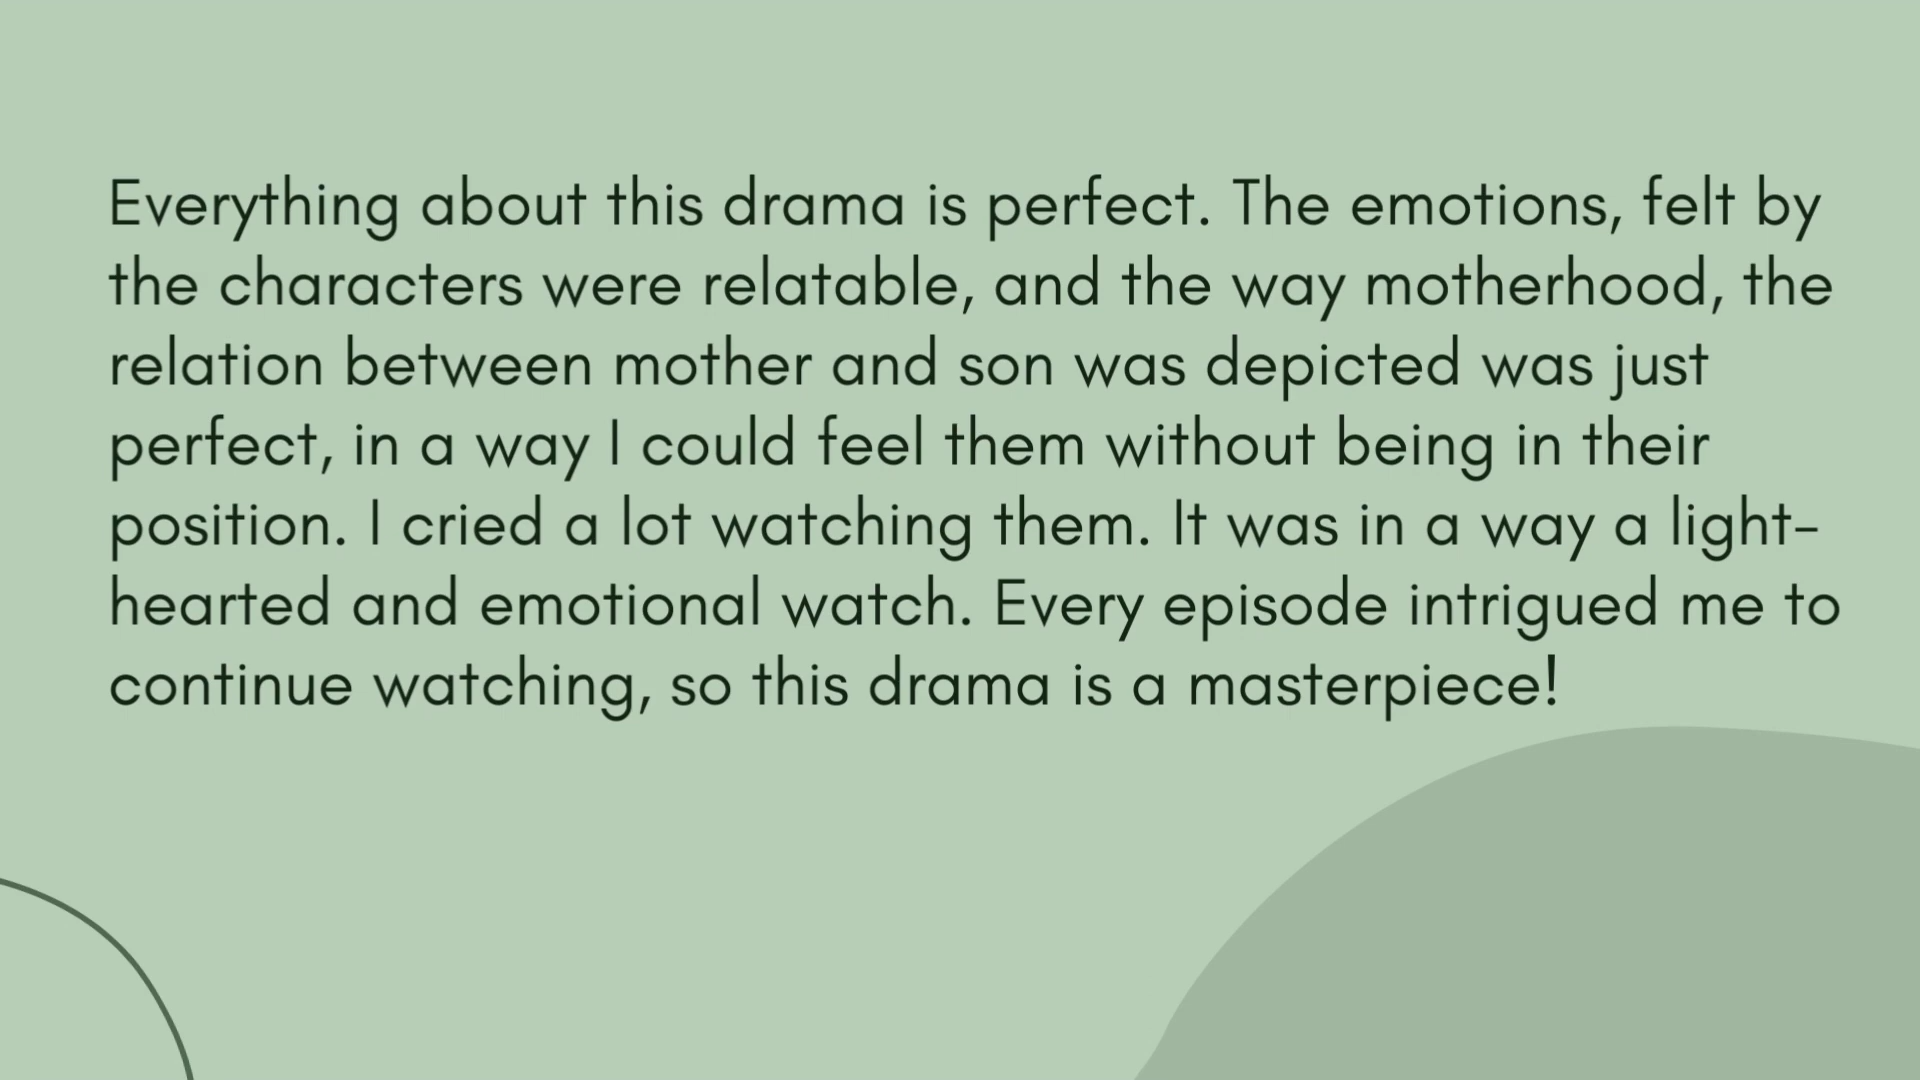 Everything about this drama is perfect. The emotions, felt by
the characters were relatable, and the way motherhood, the
relation between mother and son was depicted was just
perfect, in a way I could feel them without being in their
position. I cried a lot watching them. It was in a way a light-
hearted and emotional watch. Every episode intrigued me to
continue watching, so this drama is a masterpiece!